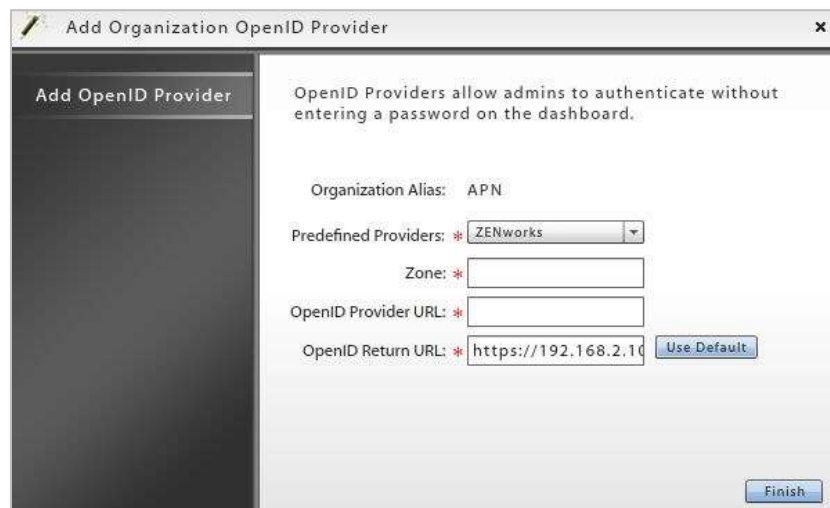 Add Organization OpenID Provider
Add OpenID Provider
OpenID Providers allow admins to authenticate without
entering a password on the dashboard.
Organization Alias: APN
Predefined Providers: * ZENworks
Zone: *
OpenID Provider URL: *
OpenID Return URL: * https://192.168.2.10 Use Default
Finish